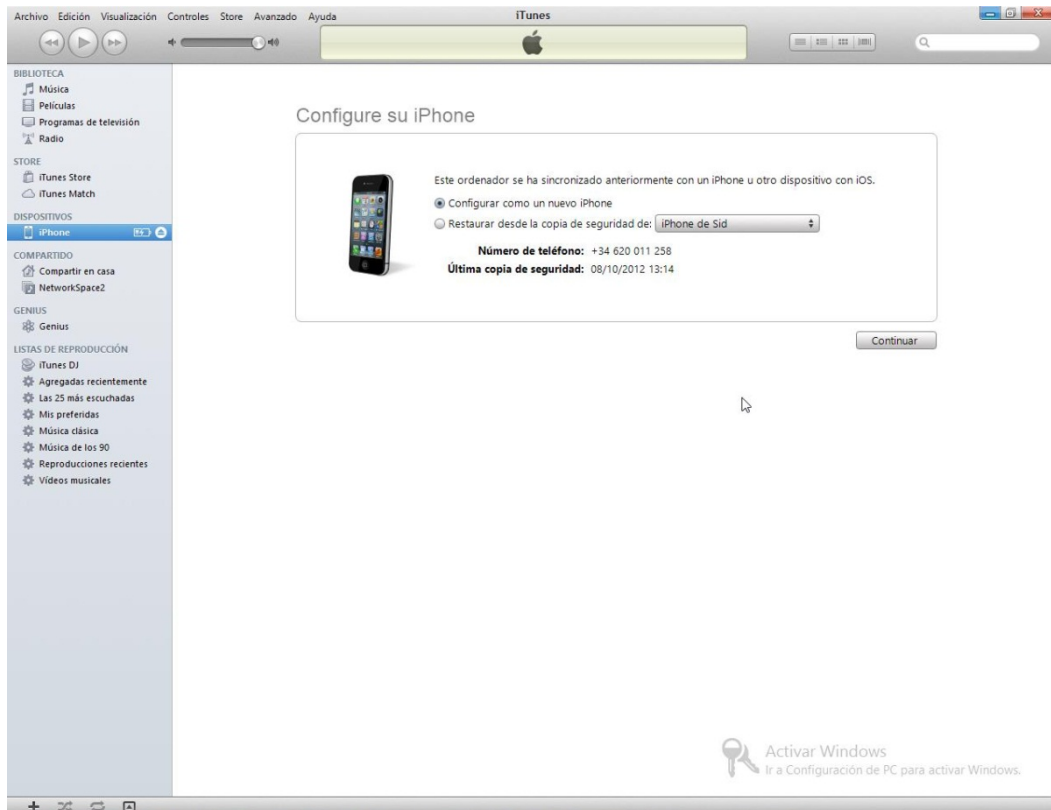 Archivo Edición Visualización Controles Store Avanzado Ayuda
iTunes
BIBLIOTECA
Música
Películas
Programas de televisión
Radio
STORE
iTunes Store
iTunes Match
DISPOSITIVOS
iPhone
COMPARTIDO
Compartir en casa
NetworkSpace2
GENIUS
Genius
LISTAS DE REPRODUCCIÓN
iTunes DJ
Agregadas recientemente
Las 25 más escuchadas
Mis preferidas
Música clásica
Música de los 90
Reproducciones recientes
Vídeos musicales
Configure su iPhone
Este ordenador se ha sincronizado anteriormente con un iPhone u otro dispositivo con iOS.
Configurar como un nuevo iPhone
Restaurar desde la copia de seguridad de: iPhone de Sid
Número de teléfono: +34 620 011 258
Última copia de seguridad: 08/10/2012 13:14
Continuar
Activar Windows
Ir a Configuración de PC para activar Windows.